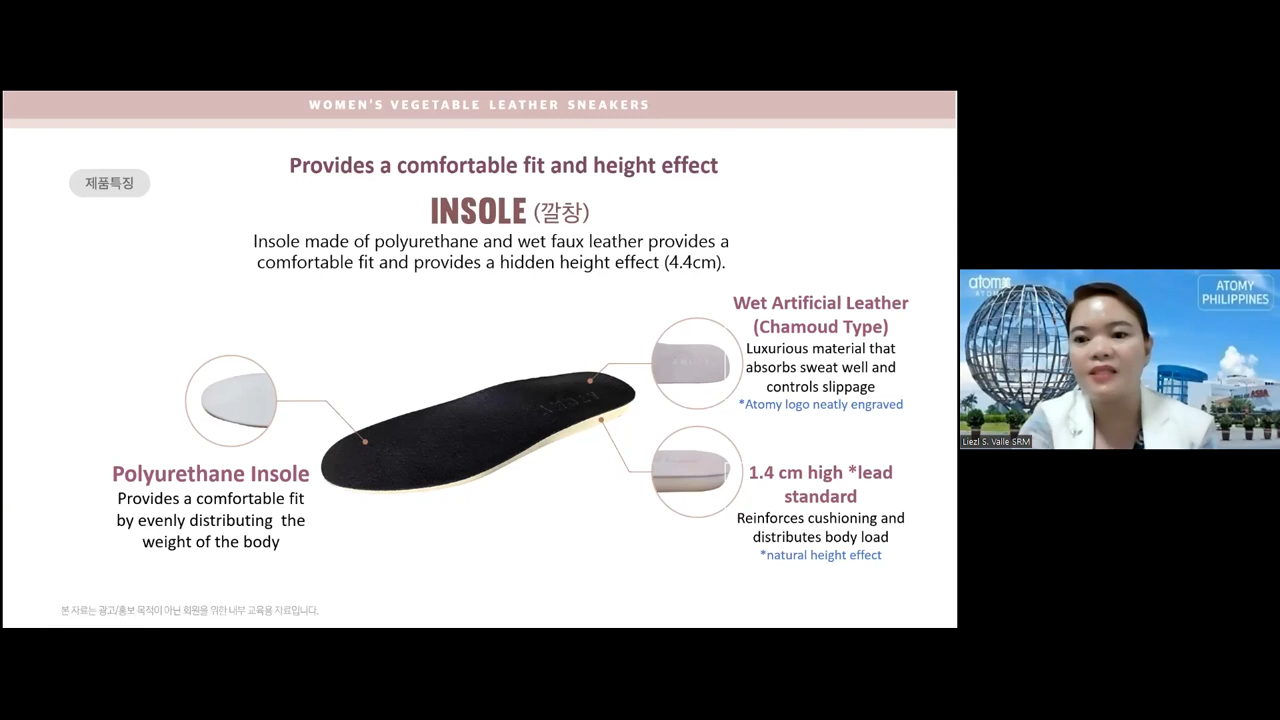 WOMEN'S VEGETABLE LEATHER SNEAKERS
제품특징
Provides a comfortable fit and height effect
INSOLE (깔창)
Insole made of polyurethane and wet faux leather provides a
comfortable fit and provides a hidden height effect (4.4cm).
Wet Artificial Leather
(Chamoud Type)
Luxurious material that
absorbs sweat well and
controls slippage
*Atomy logo neatly engraved
Polyurethane Insole
Provides a comfortable fit
by evenly distributing the
weight of the body
1.4 cm high *lead
standard
Reinforces cushioning and
distributes body load
*natural height effect
본 자료는 광고/홍보 목적이 아닌 회원을 위한 내부 교육용 자료입니다.
atom美
ATOMY
ATOMY
PHILIPPINES
ASIA
Liezl S. Valle SRM